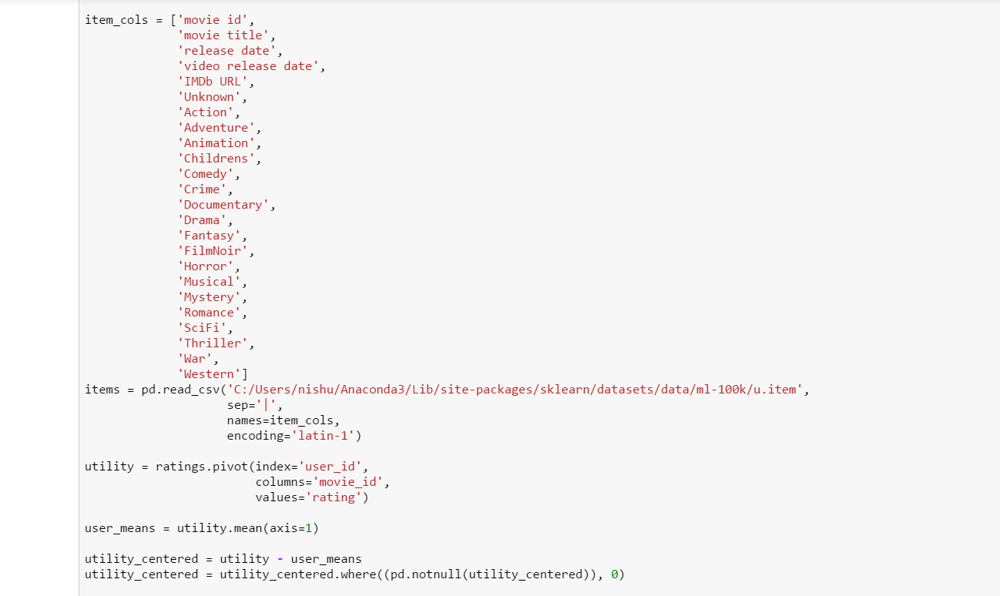 item_cols = ['movie id',
'movie title',
'release date',
'video release date',
'IMDb URL',
'Unknown',
'Action',
'Adventure',
'Animation',
'Childrens',
'Comedy',
'Crime',
'Documentary',
'Drama',
'Fantasy',
'FilmNoir',
'Horror',
'Musical',
'Mystery',
'Romance',
'SciFi',
'Thriller',
'War',
'Western']
items = pd.read_csv('C:/Users/nishu/Anaconda3/Lib/site-packages/sklearn/datasets/data/ml-100k/u.item',
sep='|',
names=item_cols,
encoding='latin-1')
utility = ratings.pivot(index='user_id',
columns='movie_id',
values='rating')
user_means = utility.mean(axis=1)
utility_centered = utility - user_means
utility_centered = utility_centered.where((pd.notnull(utility_centered)), 0)